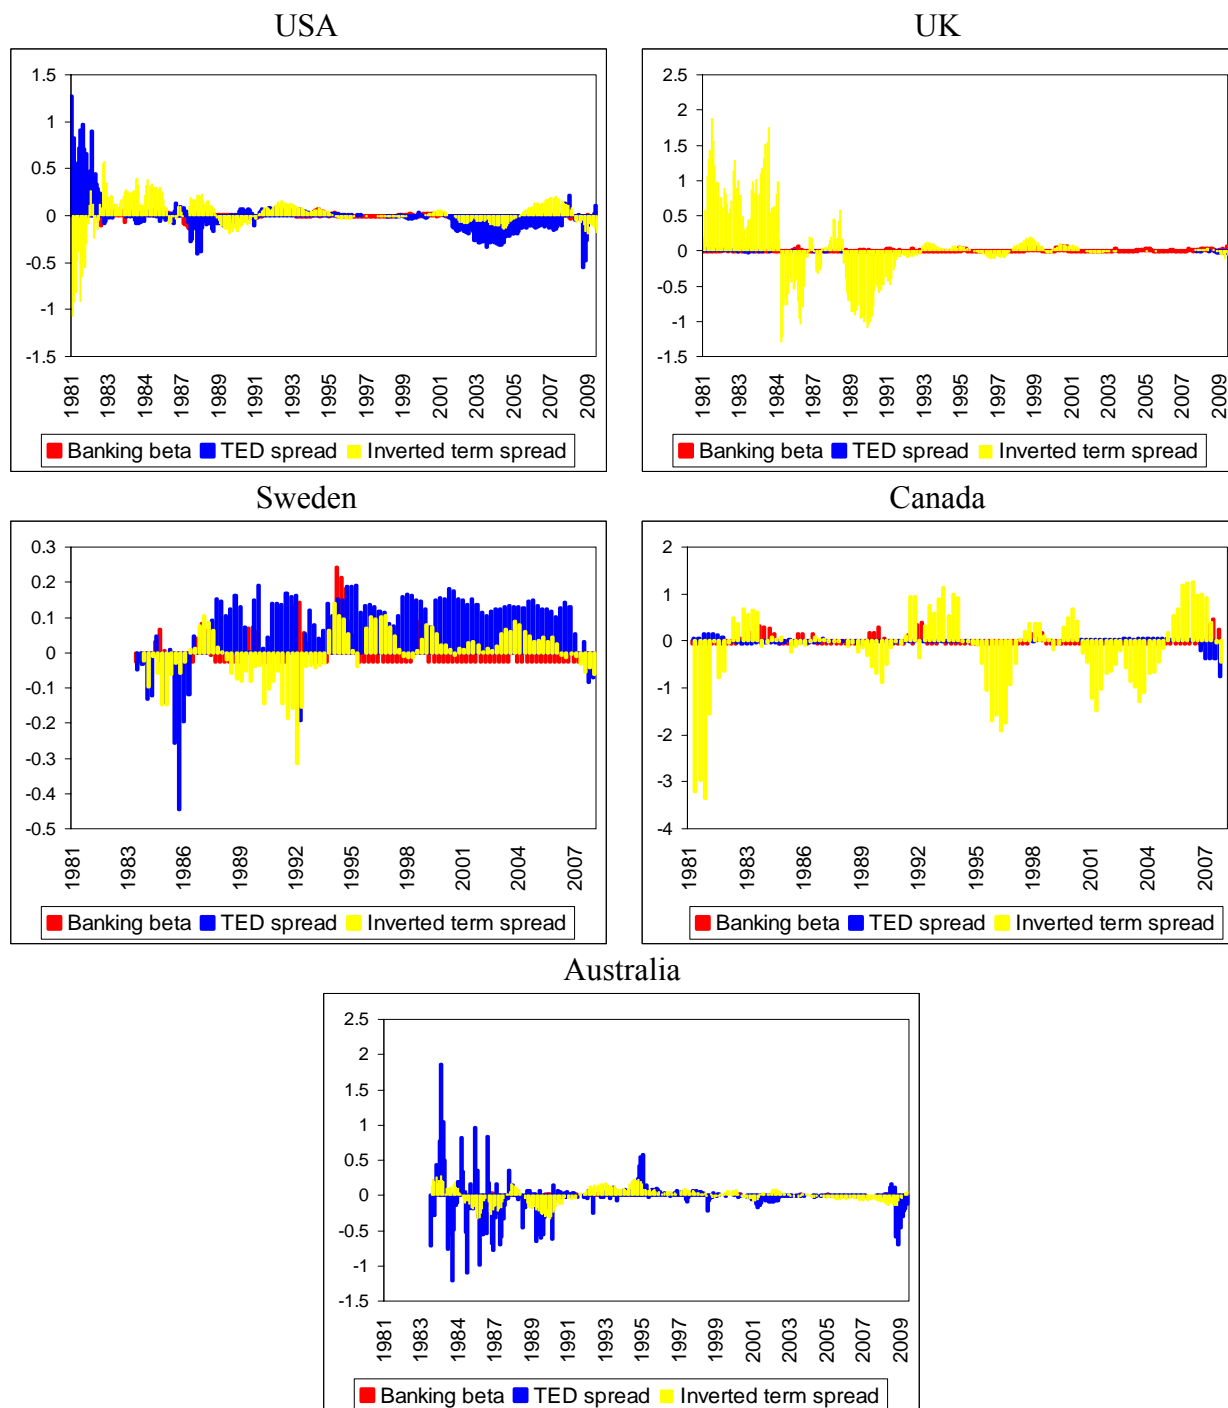 USA
UK
1.5
1
0.5
0
-0.5
-1
-1.5
1981 1983 1984 1986 1987 1989 1991 1993 1995 1997 1999 2001 2003 2005 2007 2009
Banking beta TED spread Inverted term spread
2.5
2
1.5
1
0.5
0
-0.5
-1
-1.5
1981 1983 1984 1987 1989 1991 1993 1995 1997 1999 2001 2003 2005 2007 2009
Banking beta TED spread Inverted term spread
Sweden
Canada
0.3
0.2
0.1
0
-0.1
-0.2
-0.3
-0.4
-0.5
1981 1983 1986 1989 1992 1995 1998 2001 2004 2007
Banking beta TED spread Inverted term spread
2
1
0
-1
-2
-3
-4
1981 1983 1986 1989 1992 1995 1998 2001 2004 2007
Banking beta TED spread Inverted term spread
Australia
2.5
2
1.5
1
0.5
0
-0.5
-1
-1.5
1981 1983 1984 1987 1989 1991 1993 1995 1997 1999 2001 2003 2005 2007 2009
Banking beta TED spread Inverted term spread